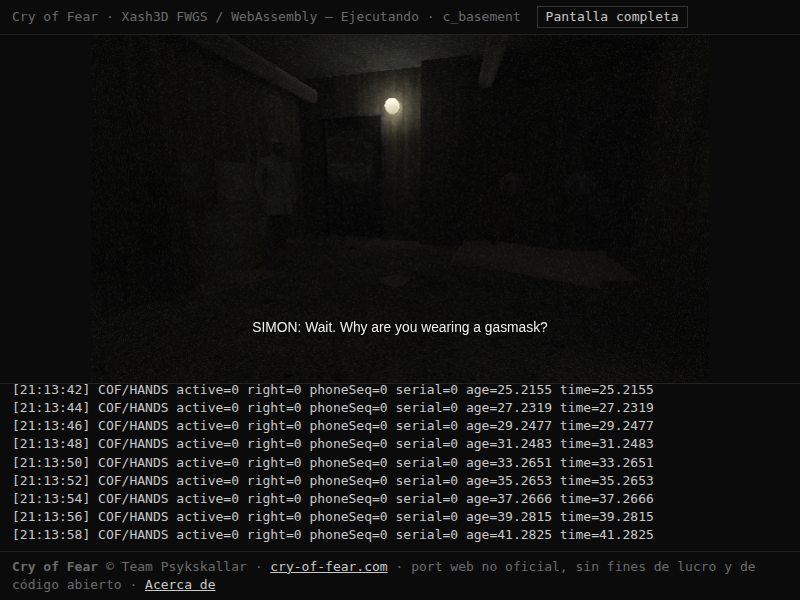 Cry of Fear · Xash3D FWGS / WebAssembly — Ejecutando · c_basement Pantalla completa
SIMON: Wait. Why are you wearing a gasmask?
[21:13:42] COF/HANDS active=0 right=0 phoneSeq=0 serial=0 age=25.2155 time=25.2155
[21:13:44] COF/HANDS active=0 right=0 phoneSeq=0 serial=0 age=27.2319 time=27.2319
[21:13:46] COF/HANDS active=0 right=0 phoneSeq=0 serial=0 age=29.2477 time=29.2477
[21:13:48] COF/HANDS active=0 right=0 phoneSeq=0 serial=0 age=31.2483 time=31.2483
[21:13:50] COF/HANDS active=0 right=0 phoneSeq=0 serial=0 age=33.2651 time=33.2651
[21:13:52] COF/HANDS active=0 right=0 phoneSeq=0 serial=0 age=35.2653 time=35.2653
[21:13:54] COF/HANDS active=0 right=0 phoneSeq=0 serial=0 age=37.2666 time=37.2666
[21:13:56] COF/HANDS active=0 right=0 phoneSeq=0 serial=0 age=39.2815 time=39.2815
[21:13:58] COF/HANDS active=0 right=0 phoneSeq=0 serial=0 age=41.2825 time=41.2825
Cry of Fear © Team Psykskallar · cry-of-fear.com · port web no oficial, sin fines de lucro y de
código abierto · Acerca de